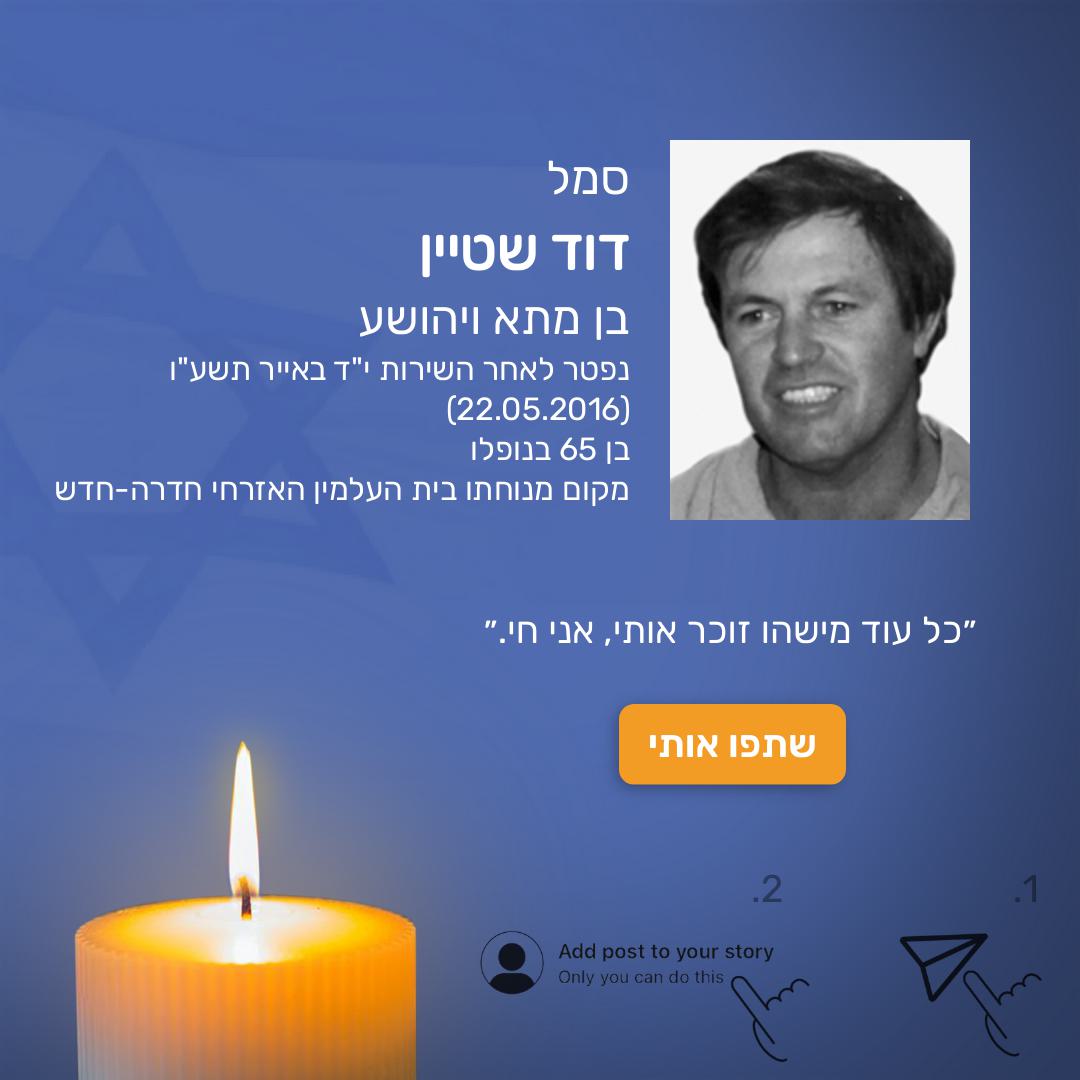 סמל
דוד שטיין
בן מתא ויהושע
נפטר לאחר השירות י"ד באייר תשע"ו
(22.05.2016)
בן 65 בנופלו
מקום מנוחתו בית העלמין האזרחי חדרה-חדש
״כל עוד מישהו זוכר אותי, אני חי.״
שתפו אותי
1.
2.
Add post to your story
Only you can do this